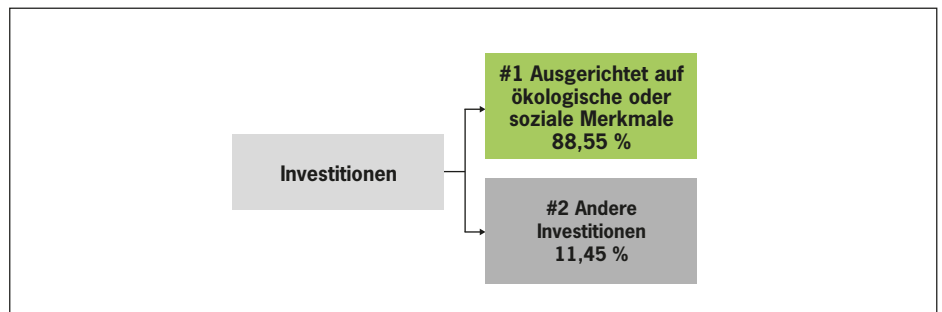 #1 Ausgerichtet auf
ökologische oder
soziale Merkmale
88,55 %
Investitionen
#2 Andere
Investitionen
11,45 %